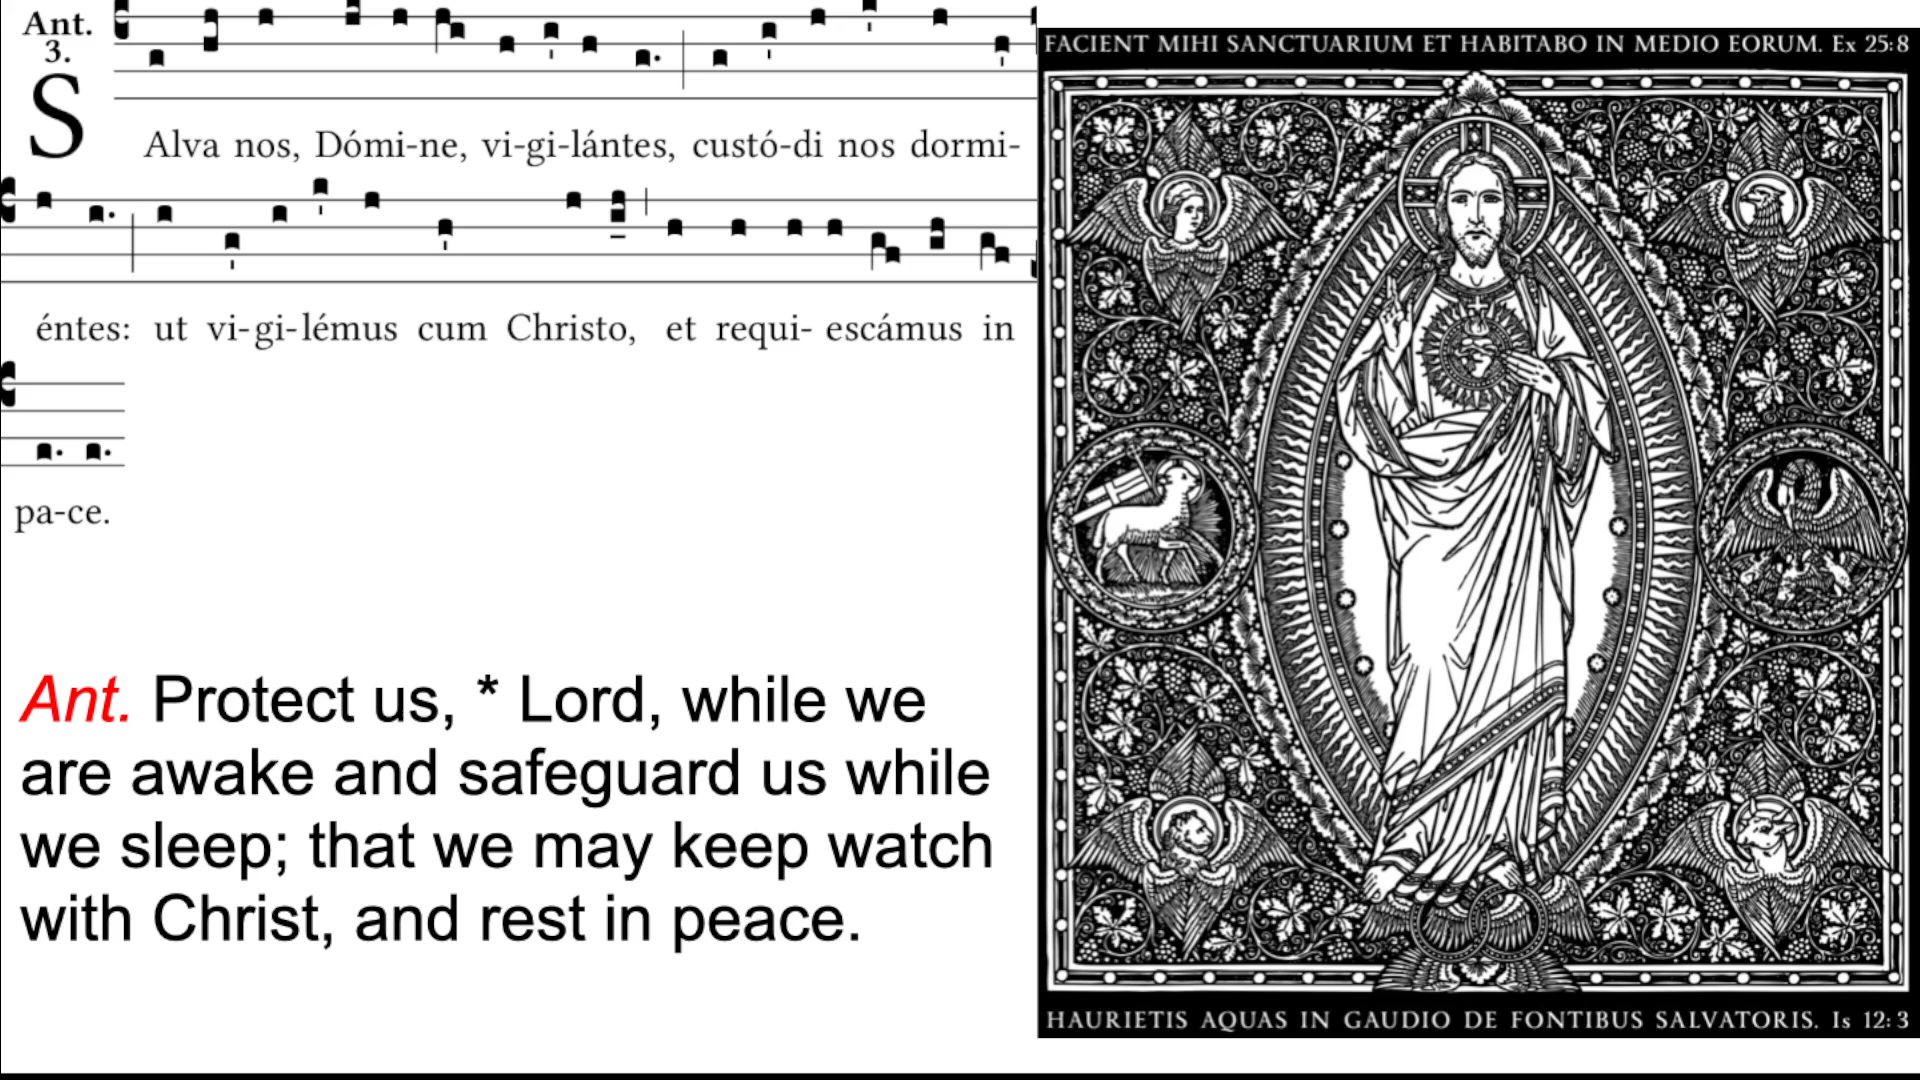 Ant.
3.
SAlva nos, Dómi-ne, vi-gi-lántes, custó-di nos dormi-
éntes: ut vi-gi-lémus cum Christo, et requi- escámus in
pa-ce.
Ant. Protect us, * Lord, while we
are awake and safeguard us while
we sleep; that we may keep watch
with Christ, and rest in peace.
FACIENT MIHI SANCTUARIUM ET HABITABO IN MEDIO EORUM. Ex 25:8
HAURIETIS AQUAS IN GAUDIO DE FONTIBUS SALVATORIS. Is 12:3